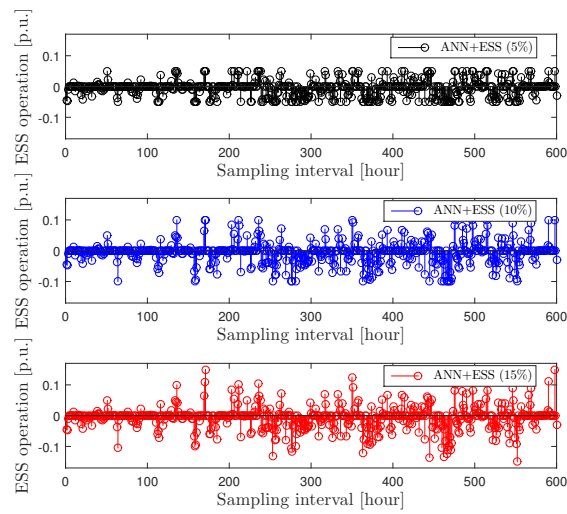 ESS operation [p.u.]
0.1
0
-0.1
ANN+ESS (5%)
0 100 200 300 400 500 600
Sampling interval [hour]
ESS operation [p.u.]
0.1
0
-0.1
ANN+ESS (10%)
0 100 200 300 400 500 600
Sampling interval [hour]
ESS operation [p.u.]
0.1
0
-0.1
ANN+ESS (15%)
0 100 200 300 400 500 600
Sampling interval [hour]